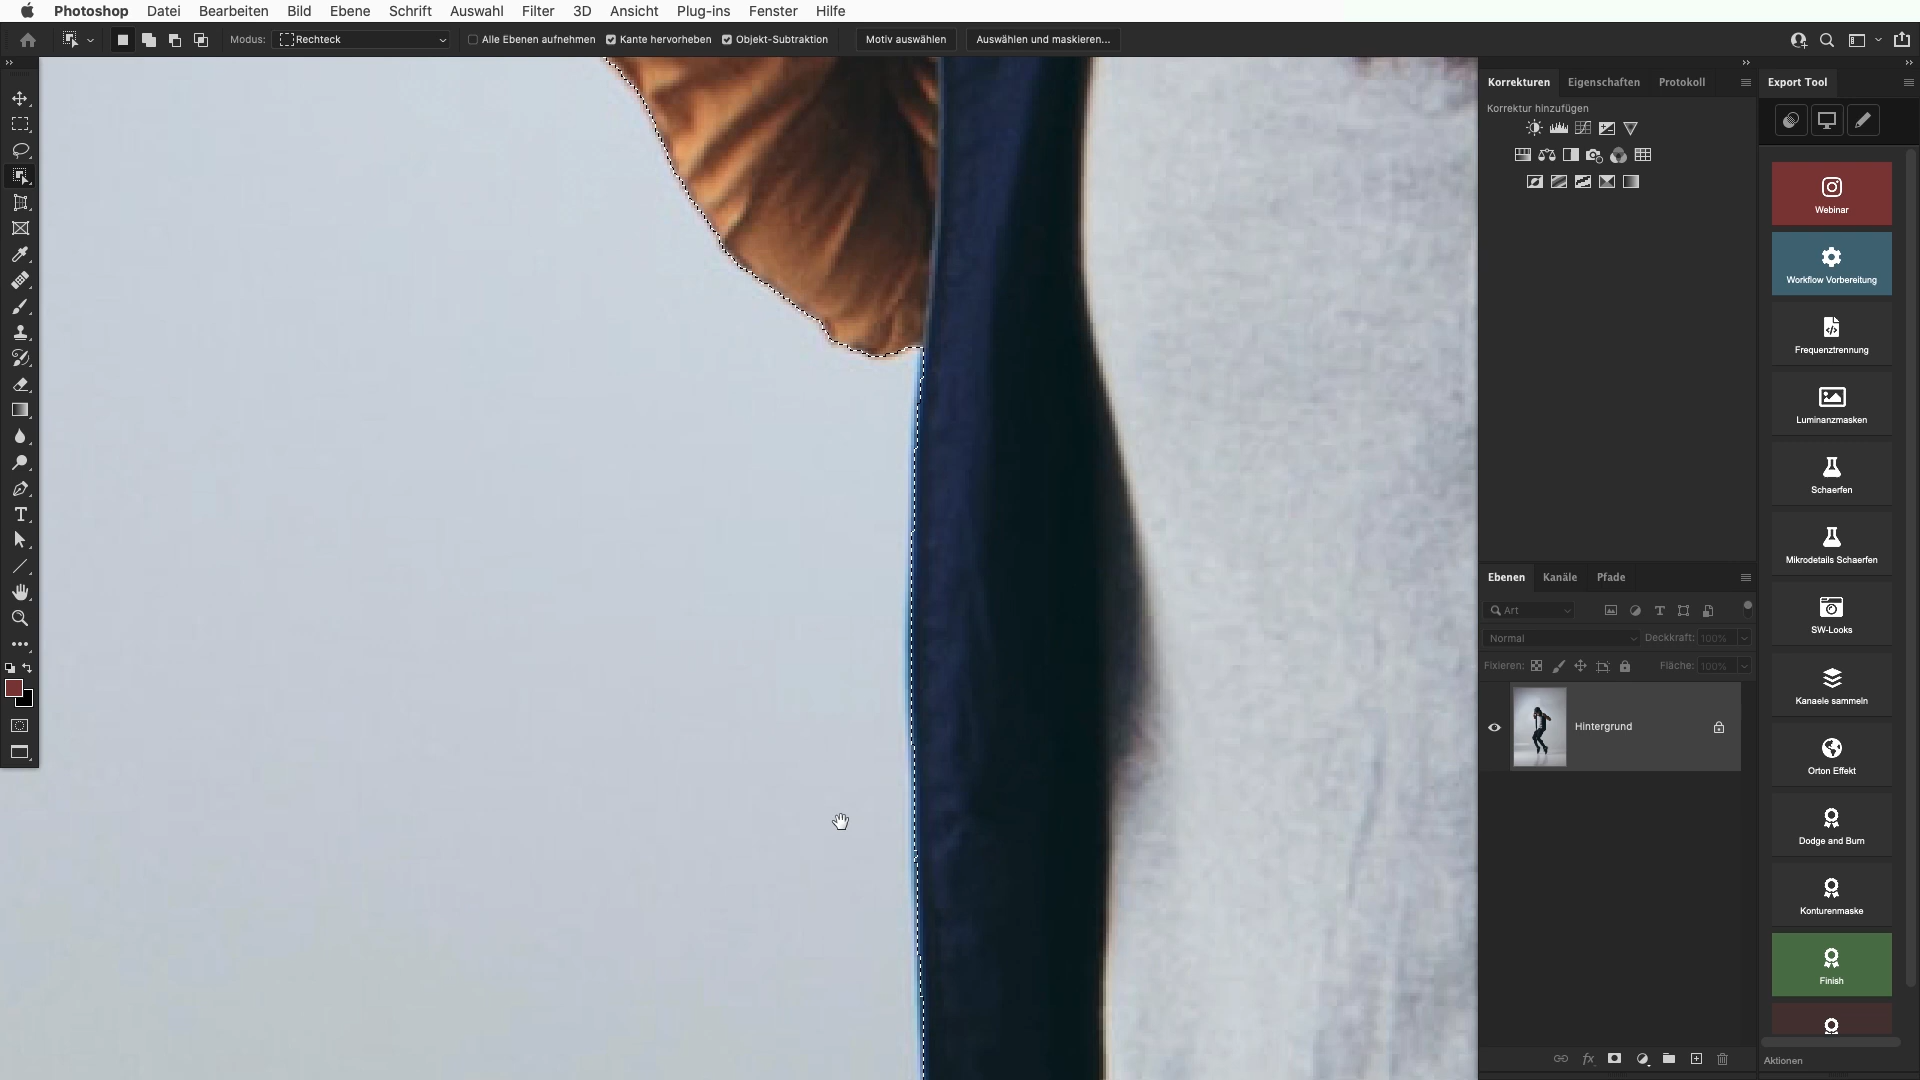 Photoshop Datei Bearbeiten Bild Ebene Schrift Auswahl Filter 3D Ansicht Plug-ins Fenster Hilfe
Modus: Rechteck Alle Ebenen aufnehmen Kante hervorheben Objekt-Subtraktion Motiv auswählen Auswählen und maskieren...
Korrekturen Eigenschaften Protokoll
Korrektur hinzufügen
Ebenen Kanäle Pfade
Art
Normal Deckkraft: 100%
Fixieren: Fläche: 100%
Hintergrund
Export Tool
Webinar
Workflow Vorbereitung
Frequenztrennung
Luminanzmasken
Schaerfen
Mikrodetails Schaerfen
SW-Looks
Kanaele sammeln
Orton Effekt
Dodge and Burn
Konturenmaske
Finish
Aktionen